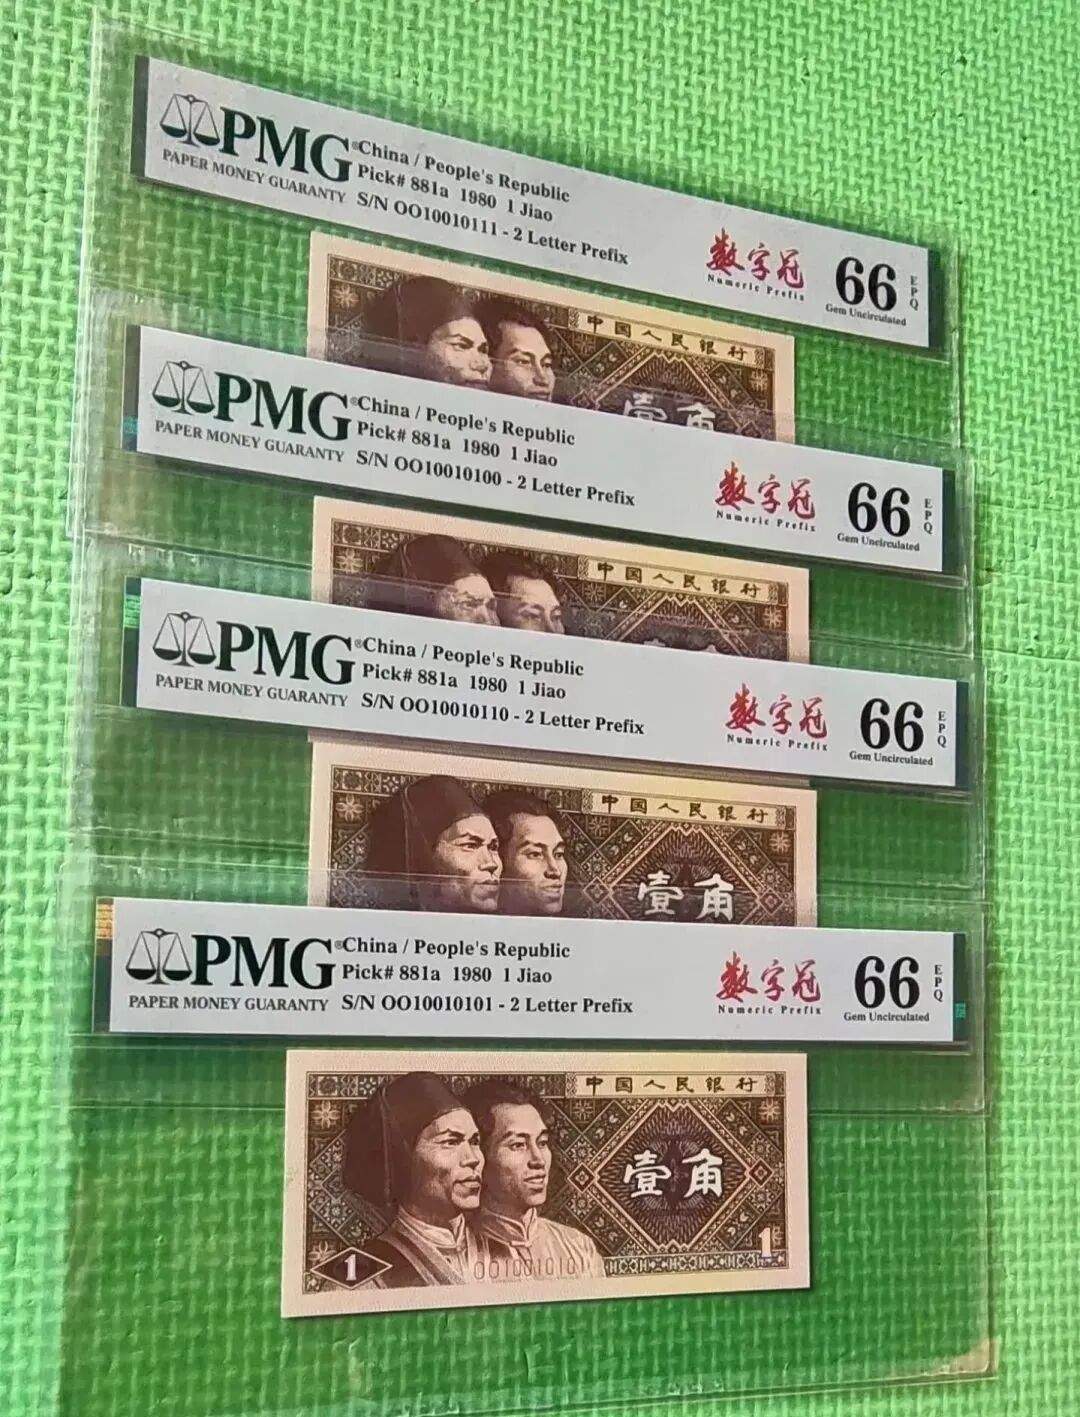 PMG®
PAPER MONEY GUARANTY
China / People's Republic
Pick# 881a 1980 1 Jiao
S/N OO10010111 - 2 Letter Prefix
数字冠
Numeric Prefix
66
EPQ
Gem Uncirculated
中国人民银行
壹角
PMG®
PAPER MONEY GUARANTY
China / People's Republic
Pick# 881a 1980 1 Jiao
S/N OO10010100 - 2 Letter Prefix
数字冠
Numeric Prefix
66
EPQ
Gem Uncirculated
中国人民银行
PMG®
PAPER MONEY GUARANTY
China / People's Republic
Pick# 881a 1980 1 Jiao
S/N OO10010110 - 2 Letter Prefix
数字冠
Numeric Prefix
66
EPQ
Gem Uncirculated
中国人民银行
壹角
PMG®
PAPER MONEY GUARANTY
China / People's Republic
Pick# 881a 1980 1 Jiao
S/N OO10010101 - 2 Letter Prefix
数字冠
Numeric Prefix
66
EPQ
Gem Uncirculated
中国人民银行
壹角
1
OO10010101
1